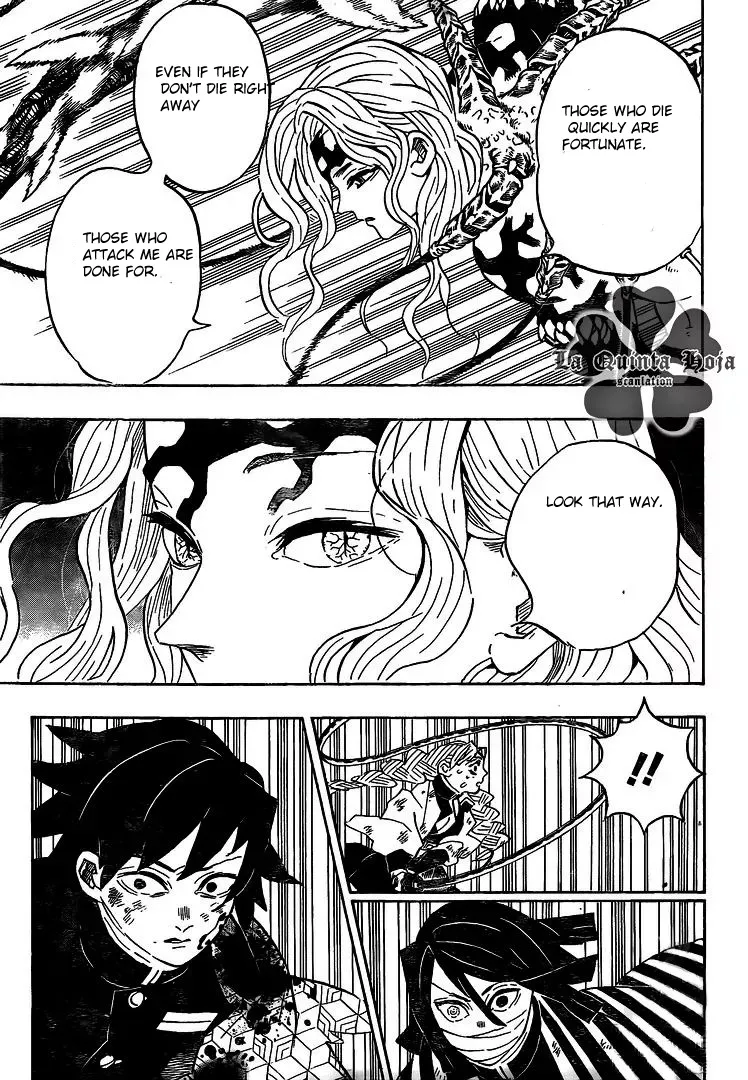 THOSE WHO DIE
QUICKLY ARE
FORTUNATE.
EVEN IF THEY
DON'T DIE RIGHT
AWAY
THOSE WHO
ATTACK ME ARE
DONE FOR.
La Quinta Hoja
scanlation
LOOK THAT WAY.
!!